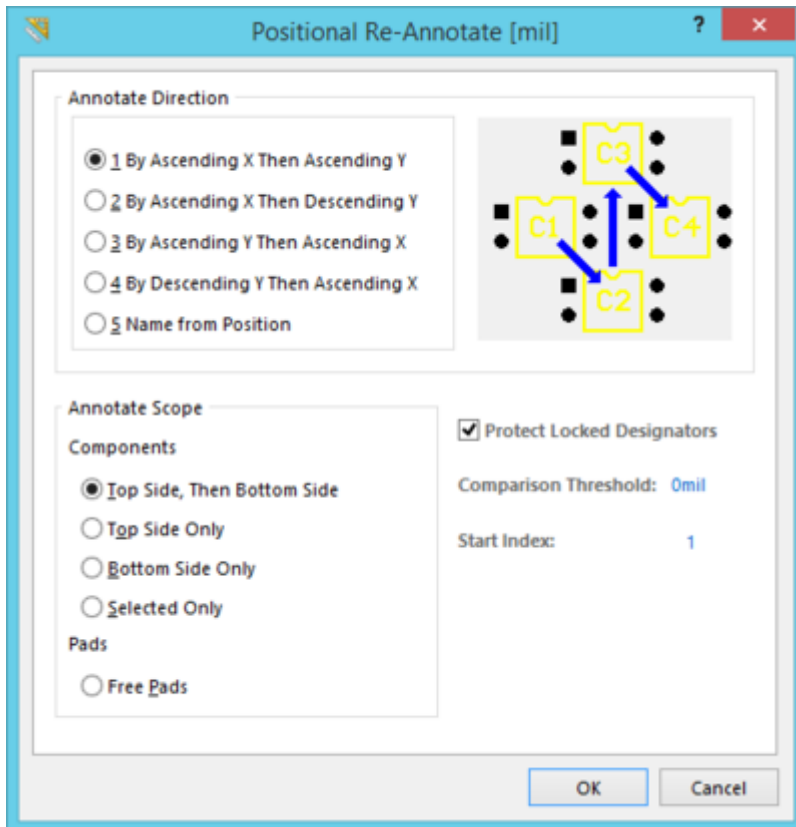 Positional Re-Annotate [mil]
?
×
Annotate Direction
1 By Ascending X Then Ascending Y
2 By Ascending X Then Descending Y
3 By Ascending Y Then Ascending X
4 By Descending Y Then Ascending X
5 Name from Position
C3
C1
C4
C2
Annotate Scope
Components
Top Side, Then Bottom Side
Top Side Only
Bottom Side Only
Selected Only
Pads
Free Pads
Protect Locked Designators
Comparison Threshold: 0mil
Start Index: 1
OK
Cancel